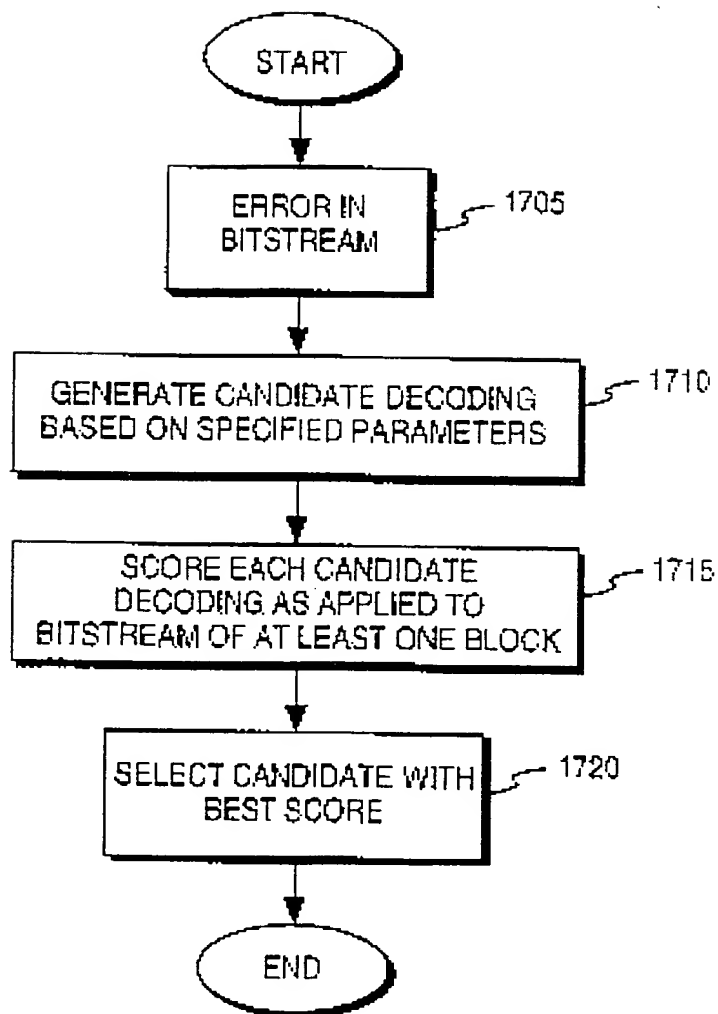 START
ERROR IN
BITSTREAM
1705
GENERATE CANDIDATE DECODING
BASED ON SPECIFIED PARAMETERS
1710
SCORE EACH CANDIDATE
DECODING AS APPLIED TO
BITSTREAM OF AT LEAST ONE BLOCK
1715
SELECT CANDIDATE WITH
BEST SCORE
1720
END